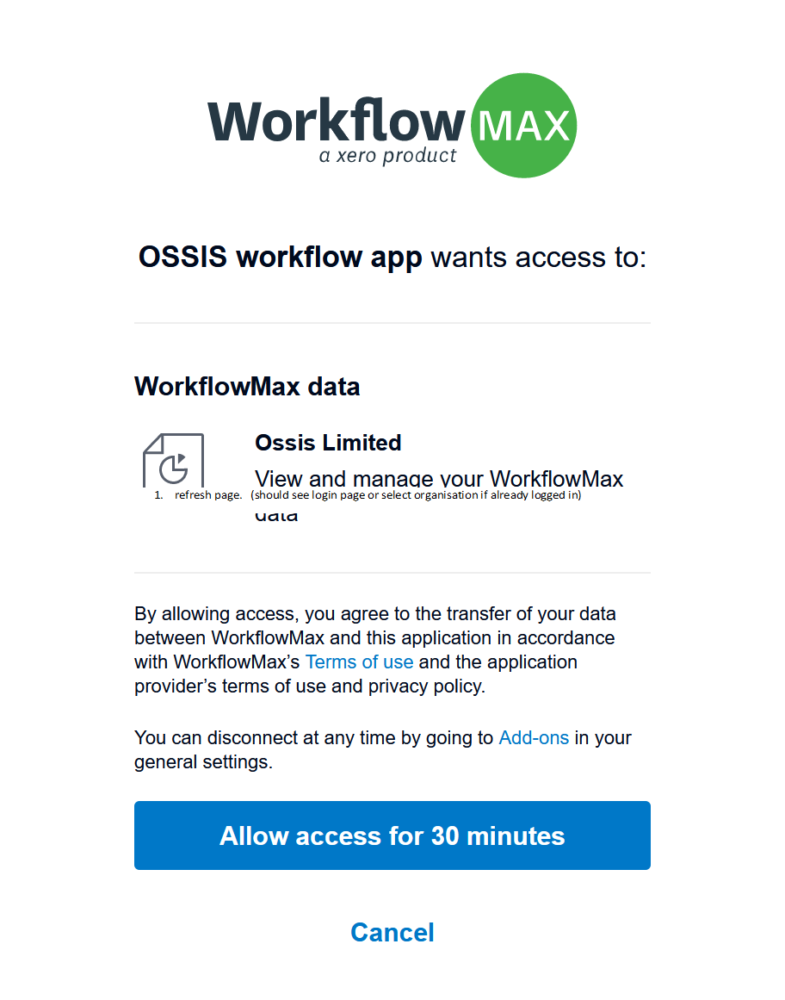 Workflow MAX
a xero product
OSSIS workflow app wants access to:
WorkflowMax data
Ossis Limited
View and manage your WorkflowMax
1. refresh page. (should see login page or select organisation if already logged in)
data
By allowing access, you agree to the transfer of your data
between WorkflowMax and this application in accordance
with WorkflowMax’s Terms of use and the application
provider’s terms of use and privacy policy.
You can disconnect at any time by going to Add-ons in your
general settings.
Allow access for 30 minutes
Cancel